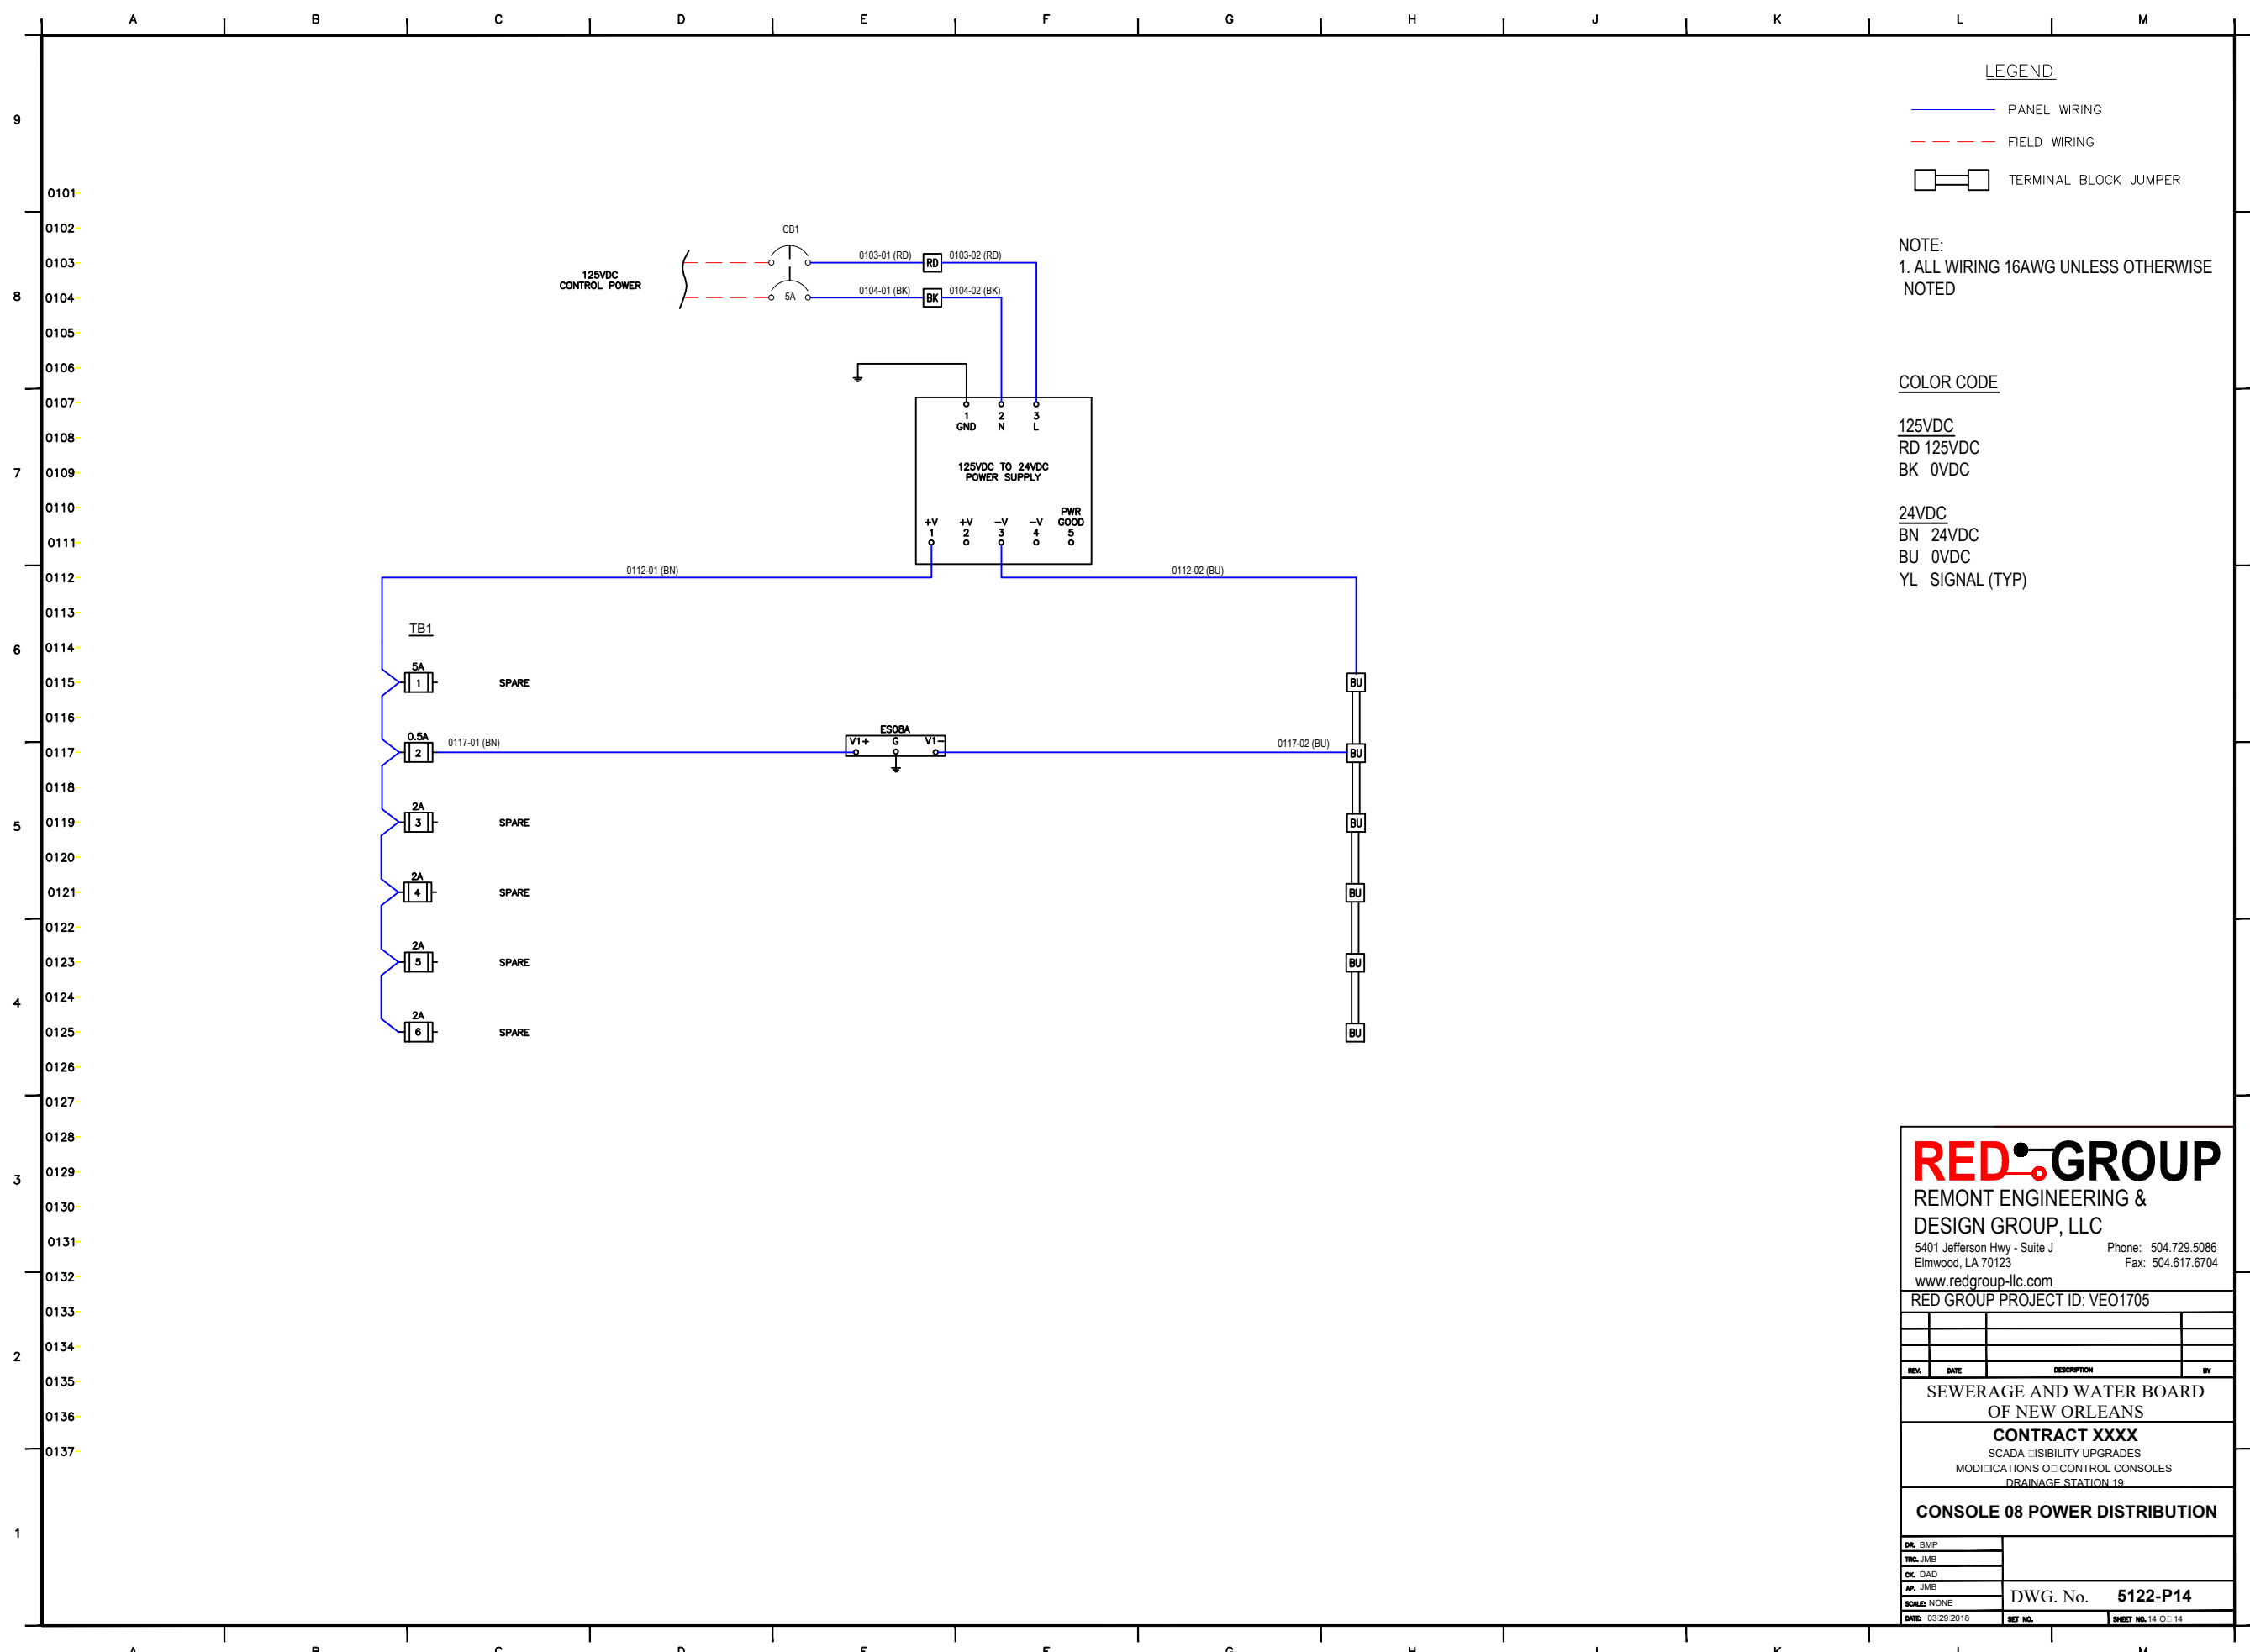 A B C D E F G H J K L M
9
8
7
6
5
4
3
2
1
0101
0102
0103
0104
0105
0106
0107
0108
0109
0110
0111
0112
0113
0114
0115
0116
0117
0118
0119
0120
0121
0122
0123
0124
0125
0126
0127
0128
0129
0130
0131
0132
0133
0134
0135
0136
0137
CB1
125VDC
CONTROL POWER
0103-01 (RD) RD 0103-02 (RD)
5A 0104-01 (BK) BK 0104-02 (BK)
1 2 3
GND N L
125VDC TO 24VDC
POWER SUPPLY
PWR
+V +V -V -V GOOD
1 2 3 4 5
0112-01 (BN) 0112-02 (BU)
TB1
5A
1 SPARE BU
0.5A
2 0117-01 (BN)
ES08A
V1+ G V1-
0117-02 (BU) BU
2A
3 SPARE BU
2A
4 SPARE BU
2A
5 SPARE BU
2A
6 SPARE BU
LEGEND
PANEL WIRING
FIELD WIRING
TERMINAL BLOCK JUMPER
NOTE:
1. ALL WIRING 16AWG UNLESS OTHERWISE
NOTED
COLOR CODE
125VDC
RD 125VDC
BK 0VDC
24VDC
BN 24VDC
BU 0VDC
YL SIGNAL (TYP)
RED GROUP
REMONT ENGINEERING &
DESIGN GROUP, LLC
5401 Jefferson Hwy - Suite J Phone: 504.729.5086
Elmwood, LA 70123 Fax: 504.617.6704
www.redgroup-llc.com
RED GROUP PROJECT ID: VEO1705
REV. DATE DESCRIPTION BY
SEWERAGE AND WATER BOARD
OF NEW ORLEANS
CONTRACT XXXX
SCADA □ISIBILITY UPGRADES
MODI□ICATIONS O□ CONTROL CONSOLES
DRAINAGE STATION 19
CONSOLE 08 POWER DISTRIBUTION
DR. BMP
TRC. JMB
CK. DAD
AP. JMB
SCALE: NONE
DATE: 03 29 2018
DWG. No. 5122-P14
SET NO. SHEET NO. 14 O□ 14
A B C D E F G H J K L M